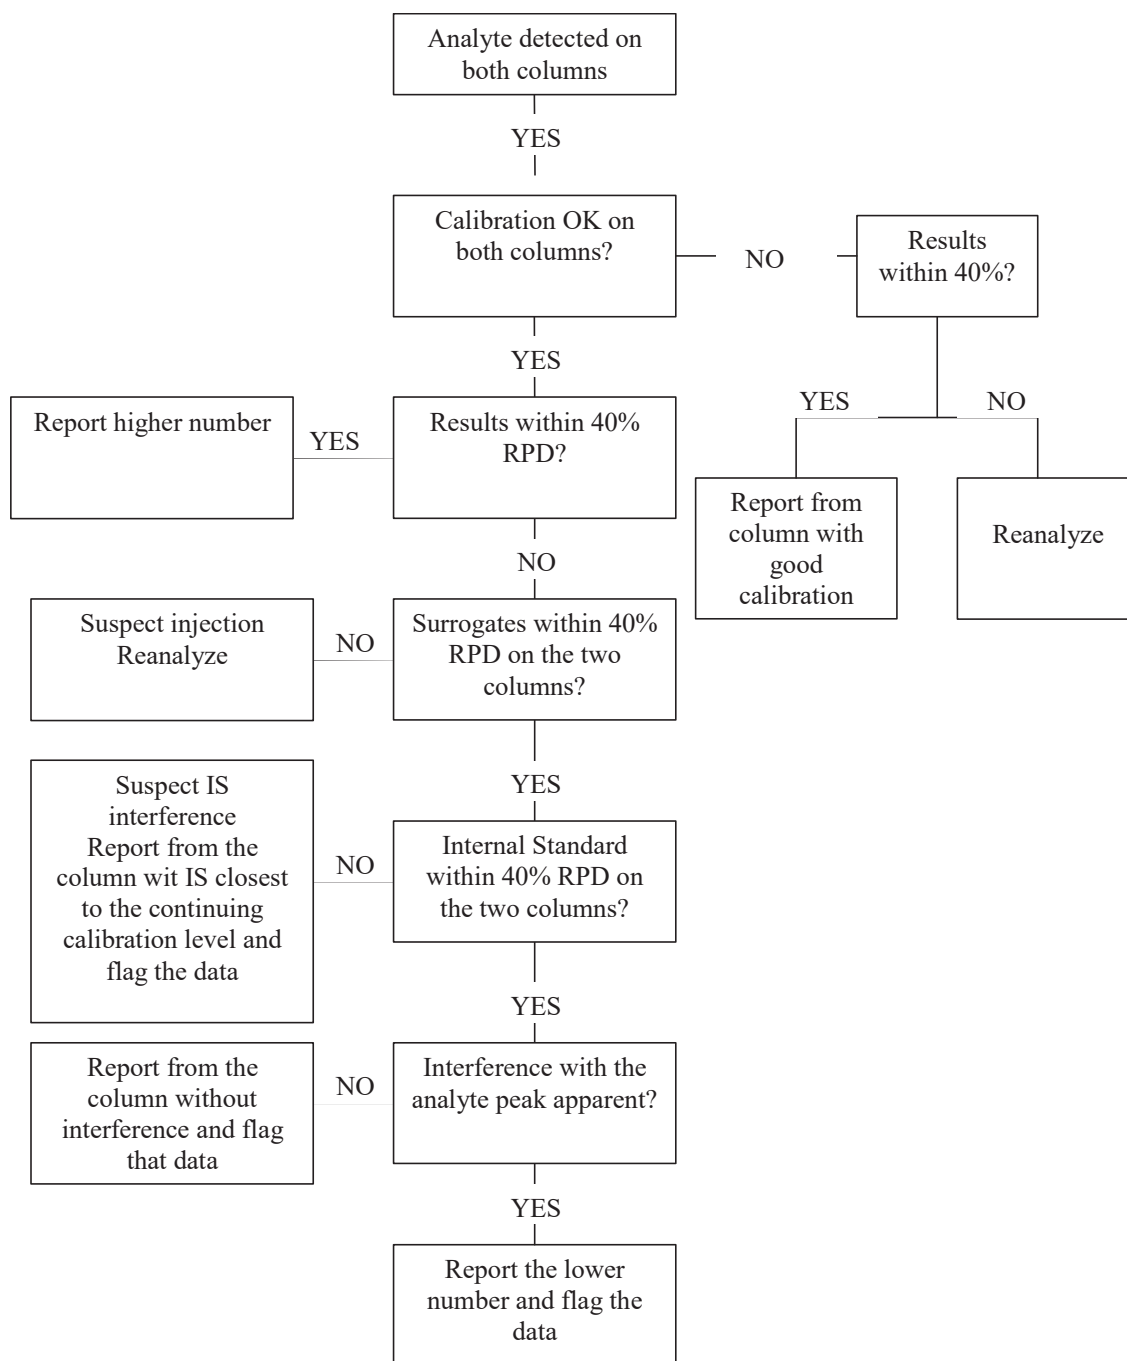 Analyte detected on
both columns
YES
Calibration OK on
both columns?
NO
Results
within 40%?
YES
Report higher number
YES
Results within 40%
RPD?
YES
NO
Report from
column with
good
calibration
Reanalyze
NO
Suspect injection
Reanalyze
NO
Surrogates within 40%
RPD on the two
columns?
YES
Suspect IS
interference
Report from the
column wit IS closest
to the continuing
calibration level and
flag the data
NO
Internal Standard
within 40% RPD on
the two columns?
YES
Report from the
column without
interference and flag
that data
NO
Interference with the
analyte peak apparent?
YES
Report the lower
number and flag the
data